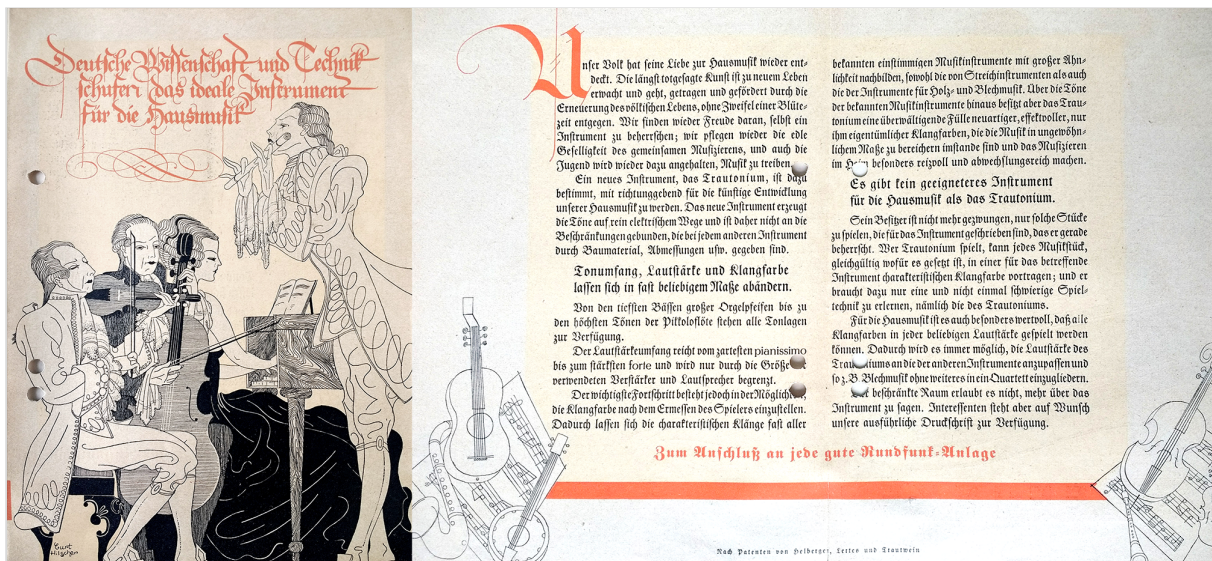 Deutsche Wissenschaft und Technik
schufen das ideale Instrument
für die Hausmusik
Curt
Hilscher
Unser Volk hat seine Liebe zur Hausmusik wieder ent-
deckt. Die längst totgesagte Kunst ist zu neuem Leben
erwacht und geht, getragen und gefördert durch die
Erneuerung des völkischen Lebens, ohne Zweifel einer Blüte-
zeit entgegen. Wir finden wieder Freude daran, selbst ein
Instrument zu beherrschen; wir pflegen wieder die edle
Geselligkeit des gemeinsamen Musizierens, und auch die
Jugend wird wieder dazu angehalten, Musik zu treiben.
Ein neues Instrument, das Trautonium, ist dazu
bestimmt, mit richtunggebend für die künftige Entwicklung
unserer Hausmusik zu werden. Das neue Instrument erzeugt
die Töne auf rein elektrischem Wege und ist daher nicht an die
Beschränkungen gebunden, die bei jedem anderen Instrument
durch Baumaterial, Abmessungen usw. gegeben sind.
Tonumfang, Lautstärke und Klangfarbe
lassen sich in fast beliebigem Maße abändern.
Von den tiefsten Bässen großer Orgelpfeifen bis zu
den höchsten Tönen der Pikkoloflöte stehen alle Tonlagen
zur Verfügung.
Der Lautstärkeumfang reicht vom zartesten pianissimo
bis zum stärksten forte und wird nur durch die Größe der
verwendeten Verstärker und Lautsprecher begrenzt.
Der wichtigste Fortschritt besteht jedoch in der Möglichkeit,
die Klangfarbe nach dem Ermessen des Spielers einzustellen.
Dadurch lassen sich die charakteristischen Klänge fast aller
bekannten einstimmigen Musikinstrumente mit großer Ähn-
lichkeit nachbilden, sowohl die von Streichinstrumenten als auch
die der Instrumente für Holz- und Blechmusik. Über die Töne
der bekannten Musikinstrumente hinaus besitzt aber das Trau-
tonium eine überwältigende Fülle neuartiger, effektvoller, nur
ihm eigentümlicher Klangfarben, die die Musik in ungewöhn-
lichem Maße zu bereichern imstande sind und das Musizieren
im Heim besonders reizvoll und abwechslungsreich machen.
Es gibt kein geeigneteres Instrument
für die Hausmusik als das Trautonium.
Sein Besitzer ist nicht mehr gezwungen, nur solche Stücke
zu spielen, die für das Instrument geschrieben sind, das er gerade
beherrscht. Wer Trautonium spielt, kann jedes Musikstück,
gleichgültig wofür es gesetzt ist, in einer für das betreffende
Instrument charakteristischen Klangfarbe vortragen; und er
braucht dazu nur eine und nicht einmal schwierige Spiel-
technik zu erlernen, nämlich die des Trautoniums.
Für die Hausmusik ist es auch besonders wertvoll, daß alle
Klangfarben in jeder beliebigen Lautstärke gespielt werden
können. Dadurch wird es immer möglich, die Lautstärke des
Trautoniums an die der anderen Instrumente anzupassen und
so z. B. Blechmusik ohne weiteres in ein Quartett einzugliedern.
Der beschränkte Raum erlaubt es nicht, mehr über das
Instrument zu sagen. Interessenten steht aber auf Wunsch
unsere ausführliche Druckschrift zur Verfügung.
Zum Anschluß an jede gute Rundfunk-Anlage
Nach Patenten von Helberger, Lertes und Trautwein